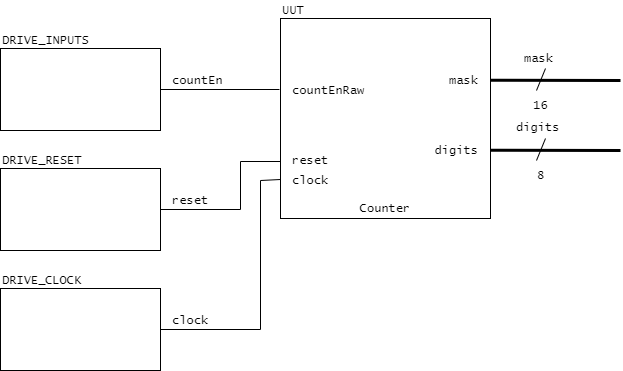 UUT
DRIVE_INPUTS
countEn
countEnRaw
mask
mask
16
digits
digits
8
DRIVE_RESET
reset
reset
clock
Counter
DRIVE_CLOCK
clock